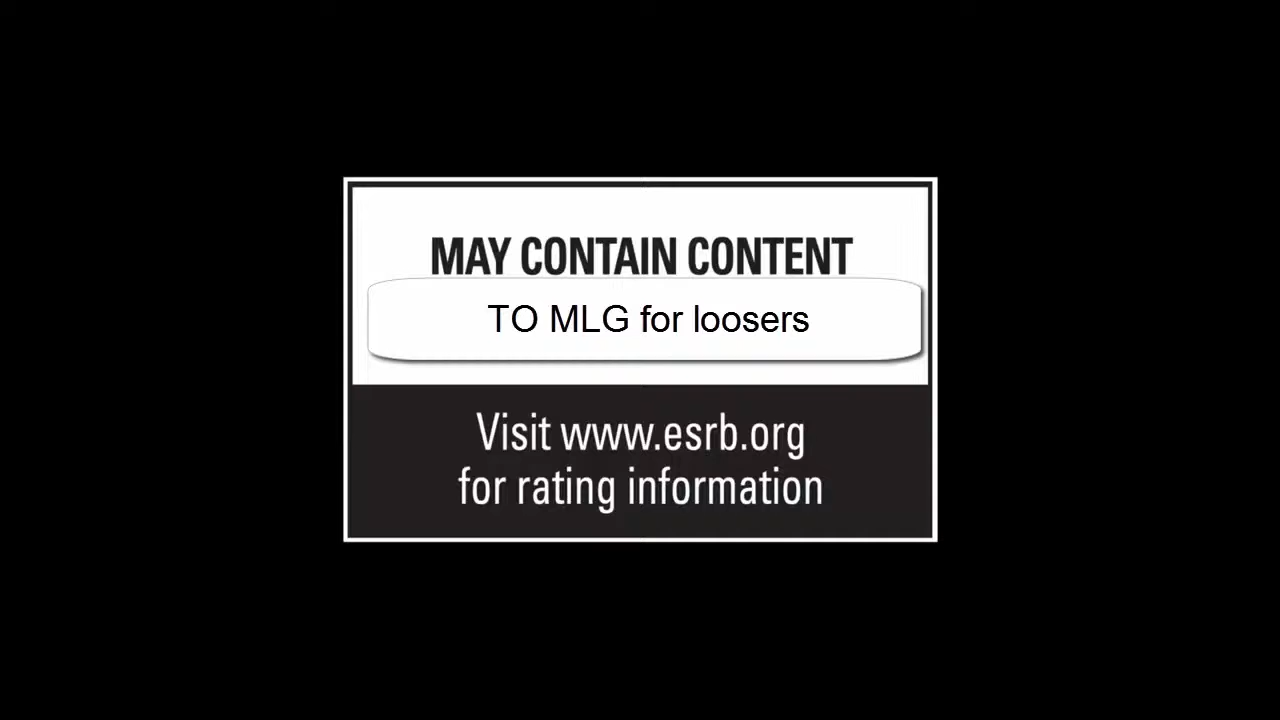 MAY CONTAIN CONTENT
TO MLG for loosers
Visit www.esrb.org
for rating information